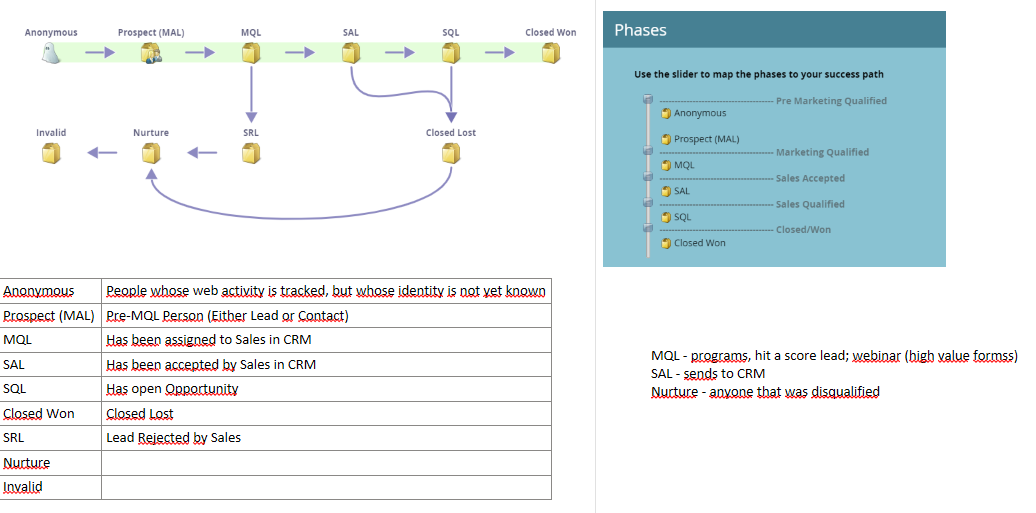 Anonymous Prospect (MAL) MQL SAL SQL Closed Won
Invalid Nurture SRL Closed Lost
Phases
Use the slider to map the phases to your success path
Pre Marketing Qualified
Anonymous
Prospect (MAL)
Marketing Qualified
MQL
Sales Accepted
SAL
Sales Qualified
SQL
Closed/Won
Closed Won
Anonymous People whose web activity is tracked, but whose identity is not yet known
Prospect (MAL) Pre-MQL Person (Either Lead or Contact)
MQL Has been assigned to Sales in CRM
SAL Has been accepted by Sales in CRM
SQL Has open Opportunity
Closed Won Closed Lost
SRL Lead Rejected by Sales
Nurture
Invalid
MQL - programs, hit a score lead; webinar (high value formss)
SAL - sends to CRM
Nurture - anyone that was disqualified